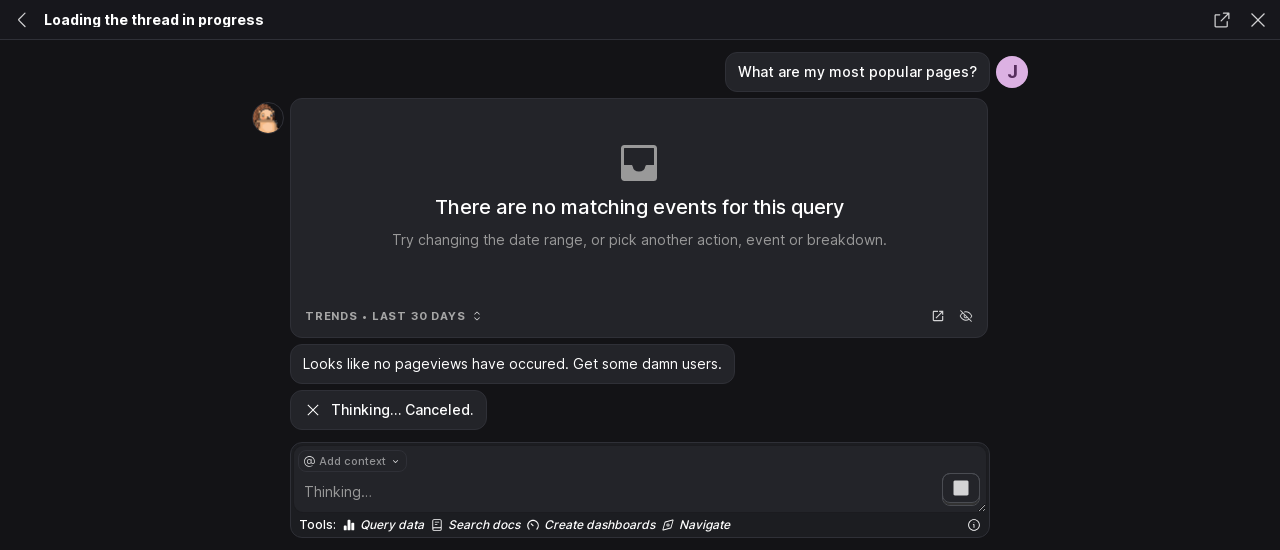 Loading the thread in progress
What are my most popular pages?
J
There are no matching events for this query
Try changing the date range, or pick another action, event or breakdown.
TRENDS • LAST 30 DAYS
Looks like no pageviews have occured. Get some damn users.
Thinking... Canceled.
@ Add context
Thinking...
Tools: Query data Search docs Create dashboards Navigate